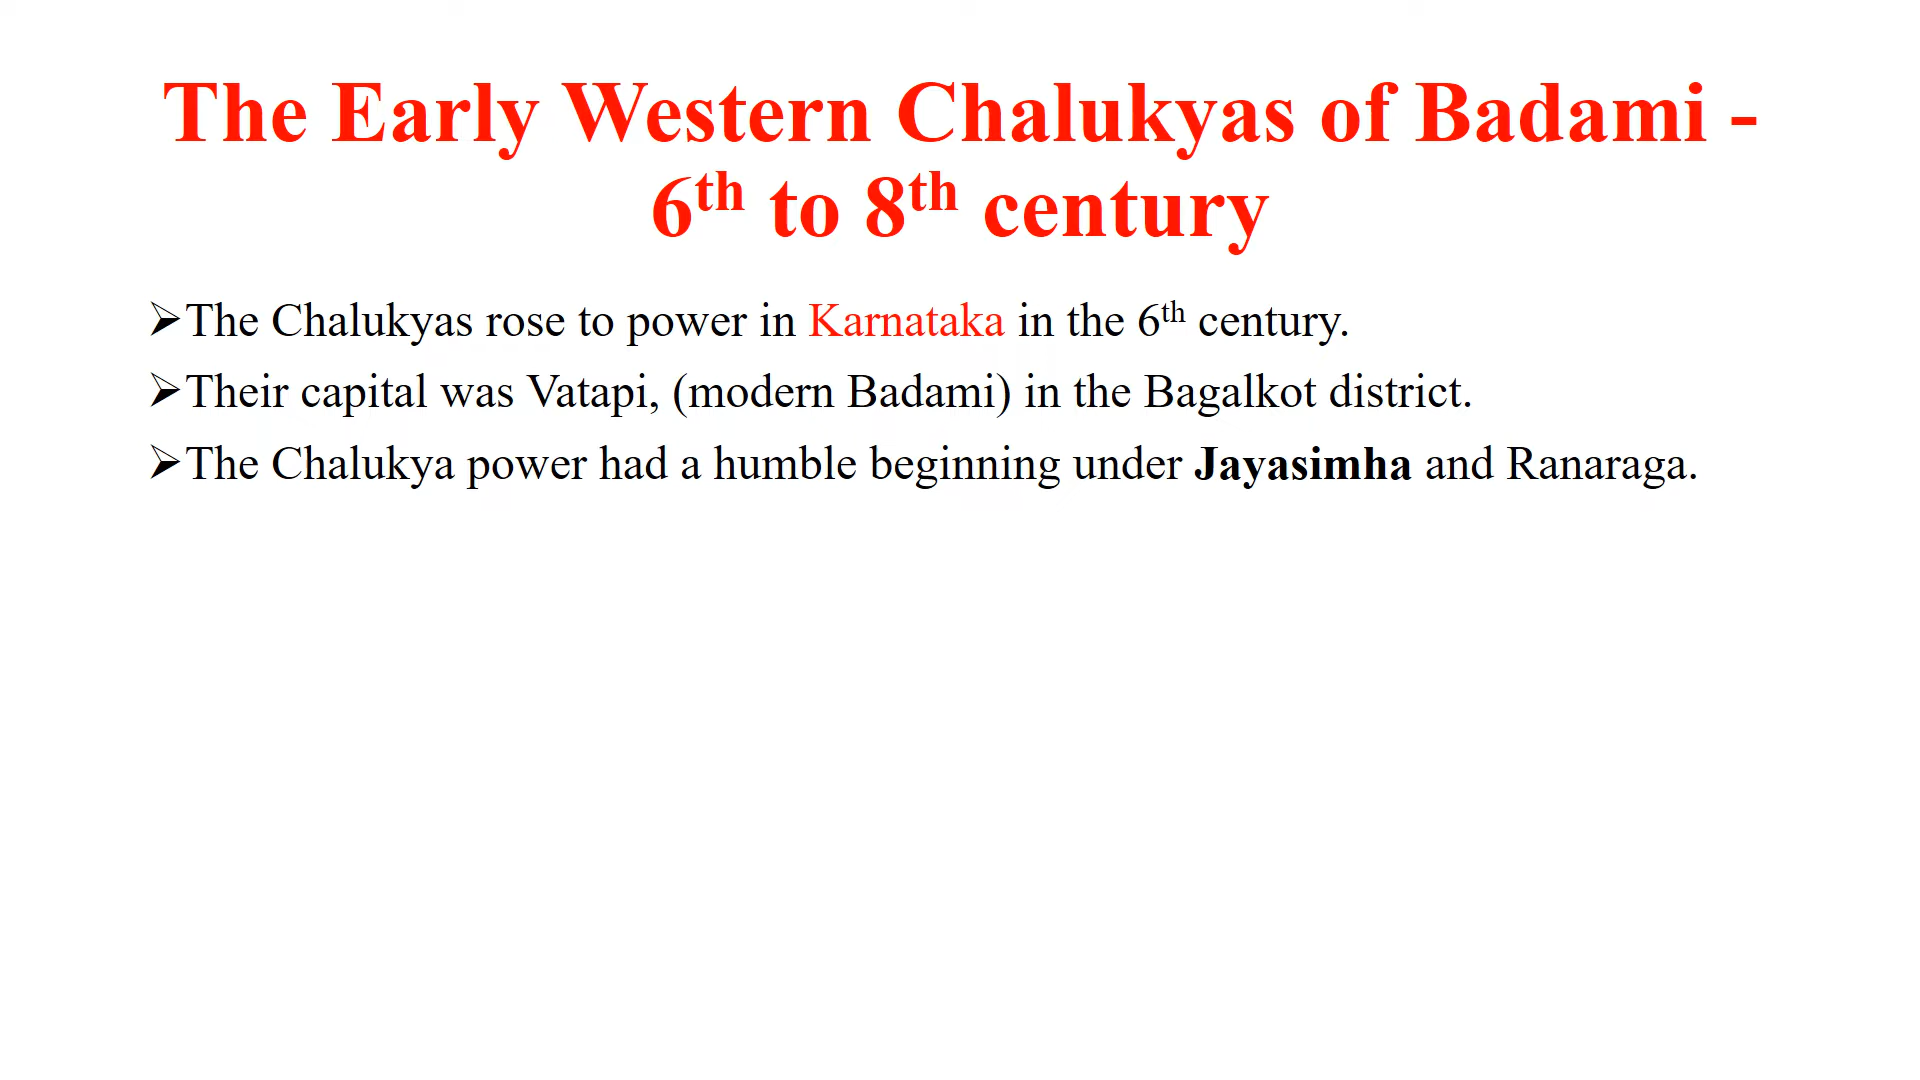 The Early Western Chalukyas of Badami -
6th to 8th century
➢The Chalukyas rose to power in Karnataka in the 6th century.
➢Their capital was Vatapi, (modern Badami) in the Bagalkot district.
➢The Chalukya power had a humble beginning under Jayasimha and Ranaraga.